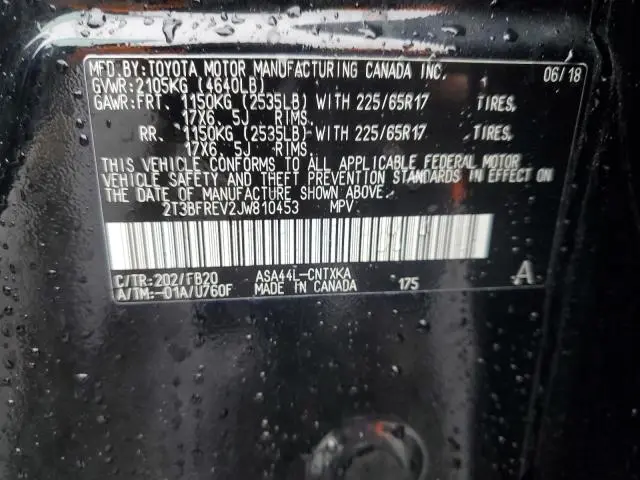 MFD.BY:TOYOTA MOTOR MANUFACTURING CANADA INC. 06/18
GVWR:2105KG (4640LB)
GAWR:FRT. 1150KG (2535LB) WITH 225/65R17 TIRES,
17X6.5J RIMS.
RR. 1150KG (2535LB) WITH 225/65R17 TIRES,
17X6.5J RIMS.
THIS VEHICLE CONFORMS TO ALL APPLICABLE FEDERAL MOTOR
VEHICLE SAFETY AND THEFT PREVENTION STANDARDS IN EFFECT ON
THE DATE OF MANUFACTURE SHOWN ABOVE.
2T3BFREV2JW810453 MPV
C/TR:202/FB20 ASA44L-CNTXKA A
A/TM:-01A/U760F MADE IN CANADA 175